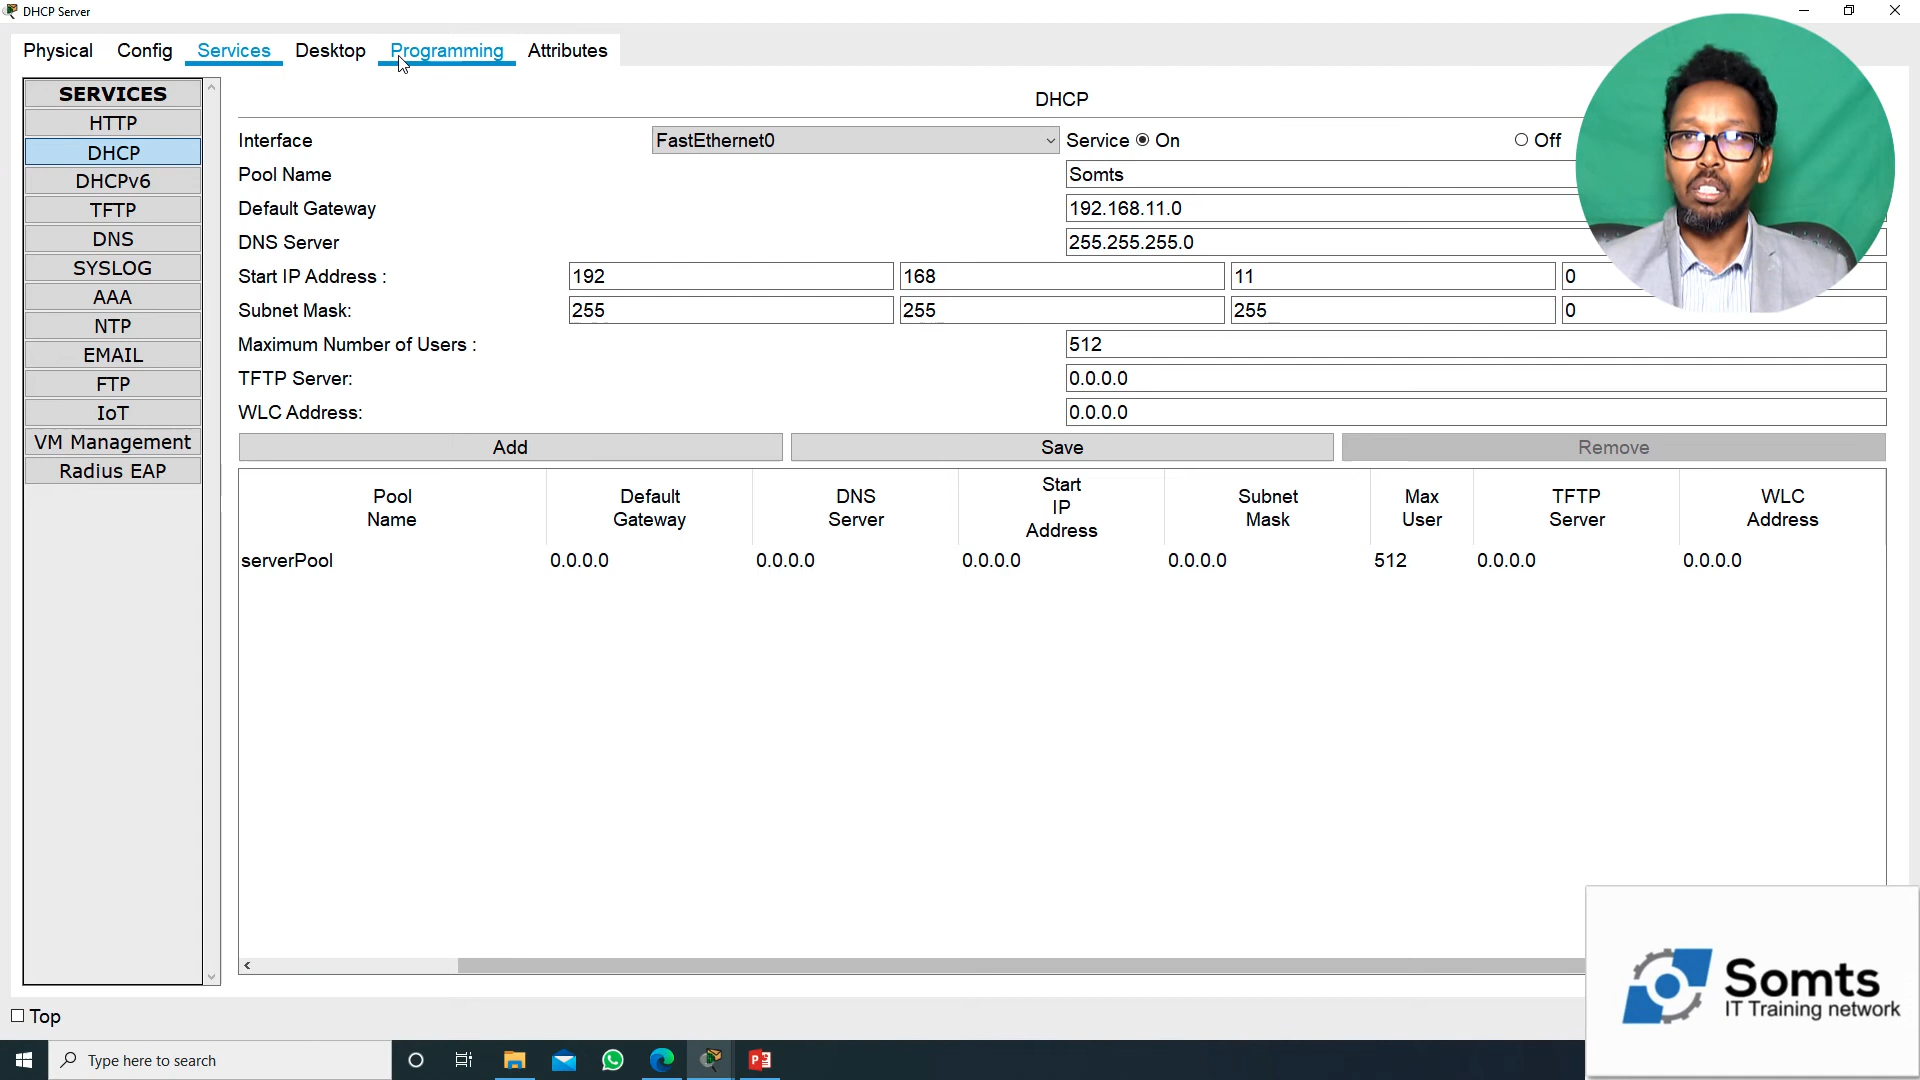 DHCP Server
Physical Config Services Desktop Programming Attributes
SERVICES
HTTP
DHCP
DHCPv6
TFTP
DNS
SYSLOG
AAA
NTP
EMAIL
FTP
IoT
VM Management
Radius EAP
DHCP
Interface FastEthernet0 Service On Off
Pool Name Somts
Default Gateway 192.168.11.0
DNS Server 255.255.255.0
Start IP Address : 192 168 11 0
Subnet Mask: 255 255 255 0
Maximum Number of Users : 512
TFTP Server: 0.0.0.0
WLC Address: 0.0.0.0
Add Save Remove
Pool Name Default Gateway DNS Server Start IP Address Subnet Mask Max User TFTP Server WLC Address
serverPool 0.0.0.0 0.0.0.0 0.0.0.0 0.0.0.0 512 0.0.0.0 0.0.0.0
Top
Type here to search
Somts
IT Training network